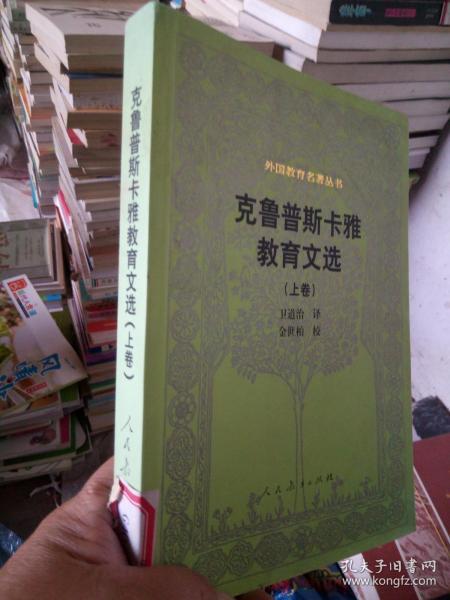 克鲁普斯卡雅教育文选(上卷)
人民教
外国教育名著丛书
克鲁普斯卡雅
教育文选
(上卷)
卫道治 译
金世柏 校
人民教育出版社
孔夫子旧书网
www.kongfz.com